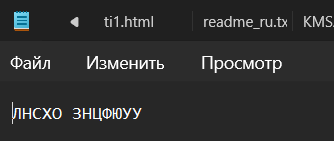 ti1.html readme_ru.tx KMS
Файл Изменить Просмотр
ЛНСХО ЗНЦФЮУУ